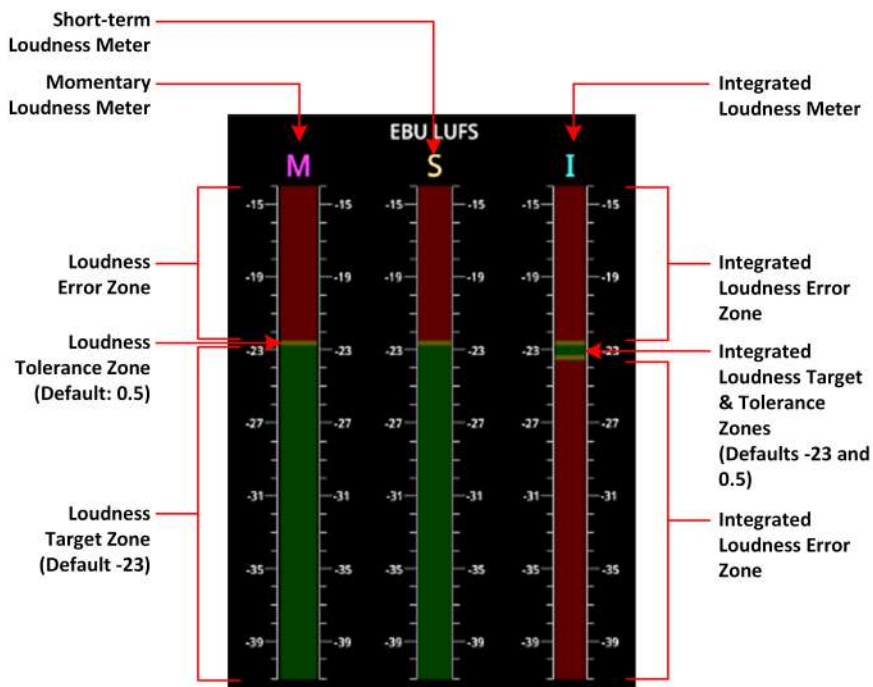 Short-term
Loudness Meter
Momentary
Loudness Meter
Integrated
Loudness Meter
EBU LUFS
M S I
-15 -15 -15 -15 -15 -15
Loudness
Error Zone
-19 -19 -19 -19 -19 -19
Integrated
Loudness Error
Zone
Loudness
Tolerance Zone
(Default: 0.5)
-23 -23 -23 -23 -23 -23
Integrated
Loudness Target
& Tolerance
Zones
(Defaults -23 and
0.5)
-27 -27 -27 -27 -27 -27
-31 -31 -31 -31 -31 -31
Loudness
Target Zone
(Default -23)
Integrated
Loudness Error
Zone
-35 -35 -35 -35 -35 -35
-39 -39 -39 -39 -39 -39